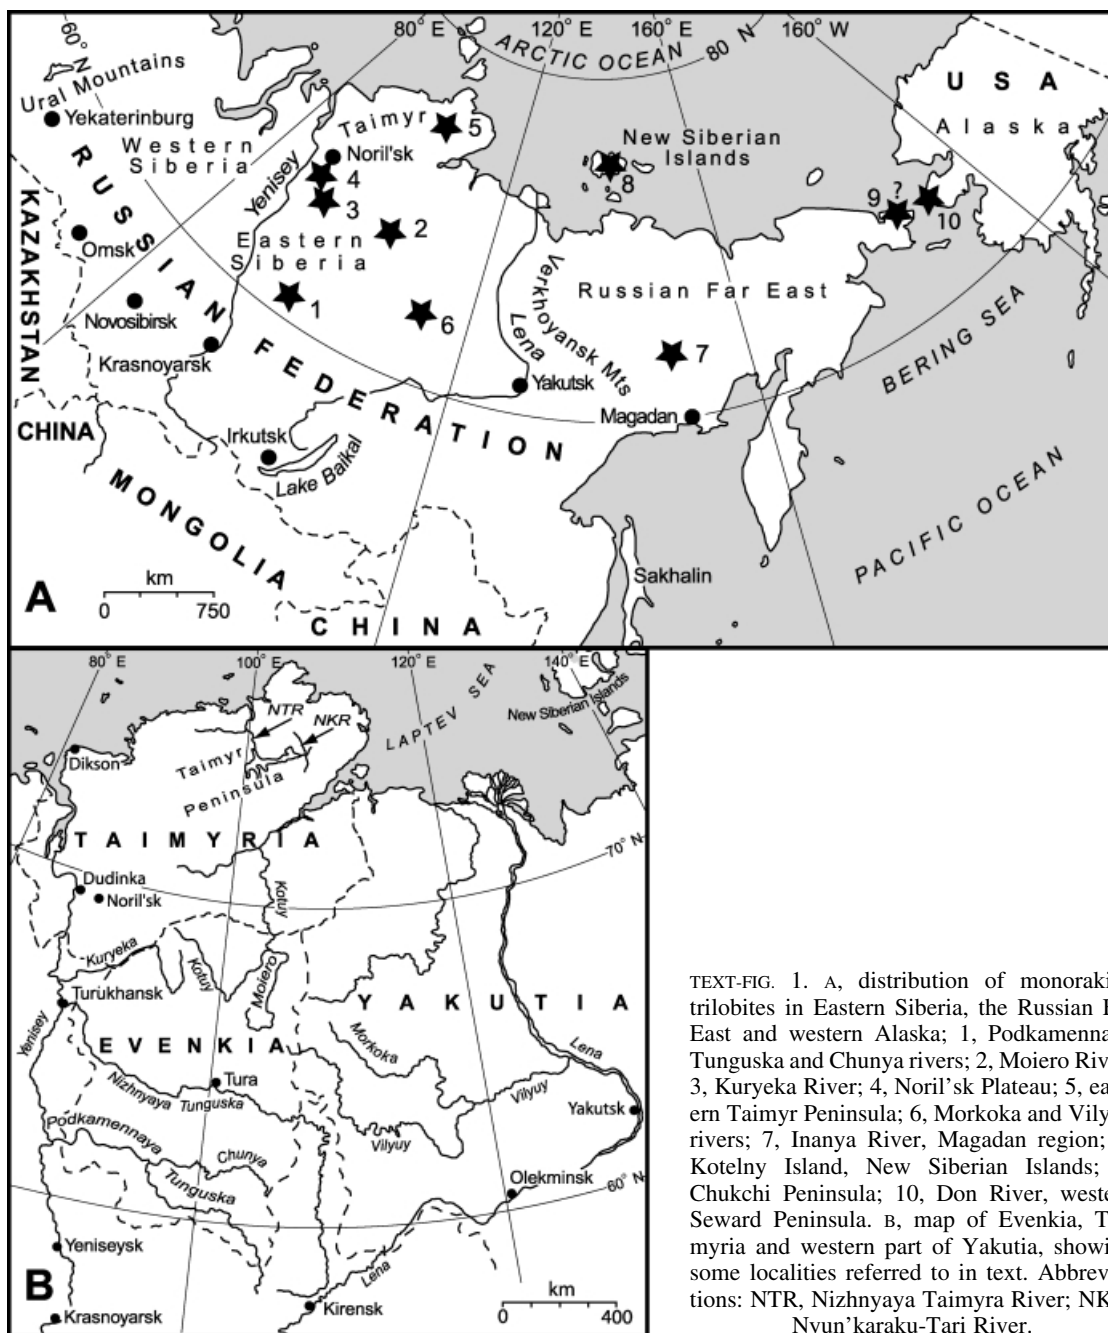 60° N
80° E
120° E
160° E
160° W
ARCTIC OCEAN
80 N
Ural Mountains
Yekaterinburg
Western
Siberia
Taimyr
5
Noril'sk
4
3
Yenisey
2
Eastern
Siberia
1
6
New Siberian
Islands
8
USA
Alaska
9
?
10
KAZAKHSTAN
RUSSIAN FEDERATION
Omsk
Novosibirsk
Krasnoyarsk
Verkhoyansk Mts
Lena
Russian Far East
7
BERING SEA
Yakutsk
Magadan
CHINA
Irkutsk
Lake Baikal
MONGOLIA
PACIFIC OCEAN
Sakhalin
A
km
0 750
CHINA
80° E
100° E
120° E
140° E
LAPTEV SEA
New Siberian Islands
NTR
NKR
Dikson
Taimyr
Peninsula
TAIMYRIA
70° N
Dudinka
Noril'sk
Kotuy
Kuryeka
Kotuy
Moiero
Turukhansk
YAKUTIA
Yenisey
EVENKIA
Morkoka
Lena
Nizhnyaya
Tunguska
Tura
Vilyuy
Yakutsk
Podkamennaya
Tunguska
Chunya
Vilyuy
Olekminsk
60° N
Yeniseysk
Lena
B
km
0 400
Kirensk
Krasnoyarsk
TEXT-FIG. 1. A, distribution of monoraki
trilobites in Eastern Siberia, the Russian
East and western Alaska; 1, Podkamenna
Tunguska and Chunya rivers; 2, Moiero Riv
3, Kuryeka River; 4, Noril'sk Plateau; 5, ea
ern Taimyr Peninsula; 6, Morkoka and Vily
rivers; 7, Inanya River, Magadan region;
Kotelny Island, New Siberian Islands;
Chukchi Peninsula; 10, Don River, weste
Seward Peninsula. B, map of Evenkia, T
myria and western part of Yakutia, showi
some localities referred to in text. Abbrev
tions: NTR, Nizhnyaya Taimyra River; NK
Nyun'karaku-Tari River.